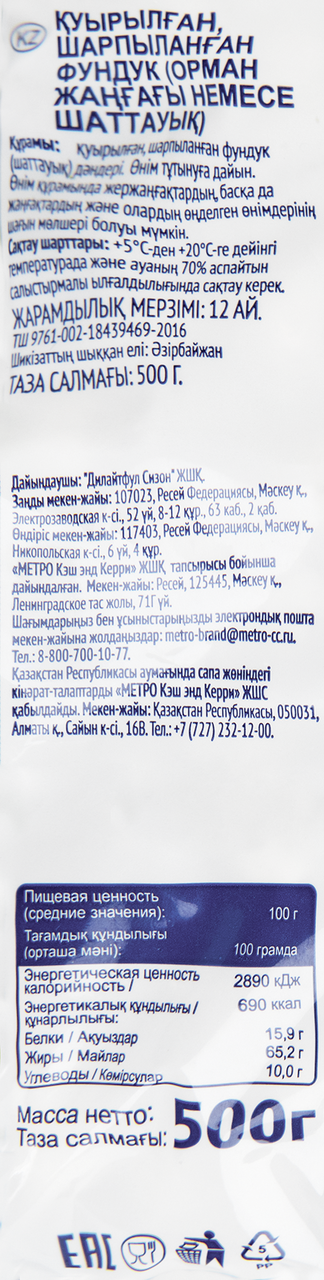 KZ
ҚУЫРЫЛҒАН,
ШАРПЫЛАНҒАН
ФУНДУК (ОРМАН
ЖАҢҒАҒЫ НЕМЕСЕ
ШАТТАУЫҚ)
Құрамы: қуырылған, шарпыланған фундук
(шаттауық) дәндері. Өнім тұтынуға дайын.
Өнім құрамында жержаңғақтардың, басқа да
жаңғақтардың және олардың өңделген өнімдерінің
шағын мөлшері болуы мүмкін.
Сақтау шарттары: +5°С-ден +20°С-ге дейінгі
температурада және ауаның 70% аспайтын
салыстырмалы ылғалдылығында сақтау керек.
ЖАРАМДЫЛЫҚ МЕРЗІМІ: 12 АЙ.
ТШ 9761-002-18439469-2016
Шикізаттың шыққан елі: Әзірбайжан
ТАЗА САЛМАҒЫ: 500 Г.
Дайындаушы: "Дилайтфул Сизон" ЖШҚ.
Заңды мекен-жайы: 107023, Ресей Федерациясы, Мәскеу қ.,
Электрозаводская к-сі., 52 үй, 8-12 құр., 63 каб., 2 қаб.
Өндіріс мекен-жайы: 117403, Ресей Федерациясы, Мәскеу қ.,
Никопольская к-сі., 6 үй, 4 құр.
«МЕТРО Кэш энд Керри» ЖШҚ, тапсырысы бойынша
дайындалған. Мекен-жайы: Ресей, 125445, Мәскеу қ.,
Ленинградское тас жолы, 71Г үй.
Шағымдарыңыз бен ұсыныстарыңызды электрондық пошта
мекен-жайына жолдаңыздар: metro-brand@metro-cc.ru.
Тел.: 8-800-700-10-77.
Қазақстан Республикасы аумағында сапа жөніндегі
кінәрат-талаптарды «МЕТРО Кэш энд Керри» ЖШС
қабылдайды. Мекен-жайы: Қазақстан Республикасы, 050031,
Алматы қ., Сайын к-сі., 16В. Тел.: +7 (727) 232-12-00.
Пищевая ценность
(средние значения): 100 г
Тағамдық құндылығы
(орташа мәні): 100 грамда
Энергетическая ценность
калорийность / 2890 кДж
Энергетикалық құндылығы / 690 ккал
құнарлылығы:
Белки / Ақуыздар 15,9 г
Жиры / Майлар 65,2 г
Углеводы / Көмірсулар 10,0 г
Масса нетто: 500г
Таза салмағы:
EAC
5
PP